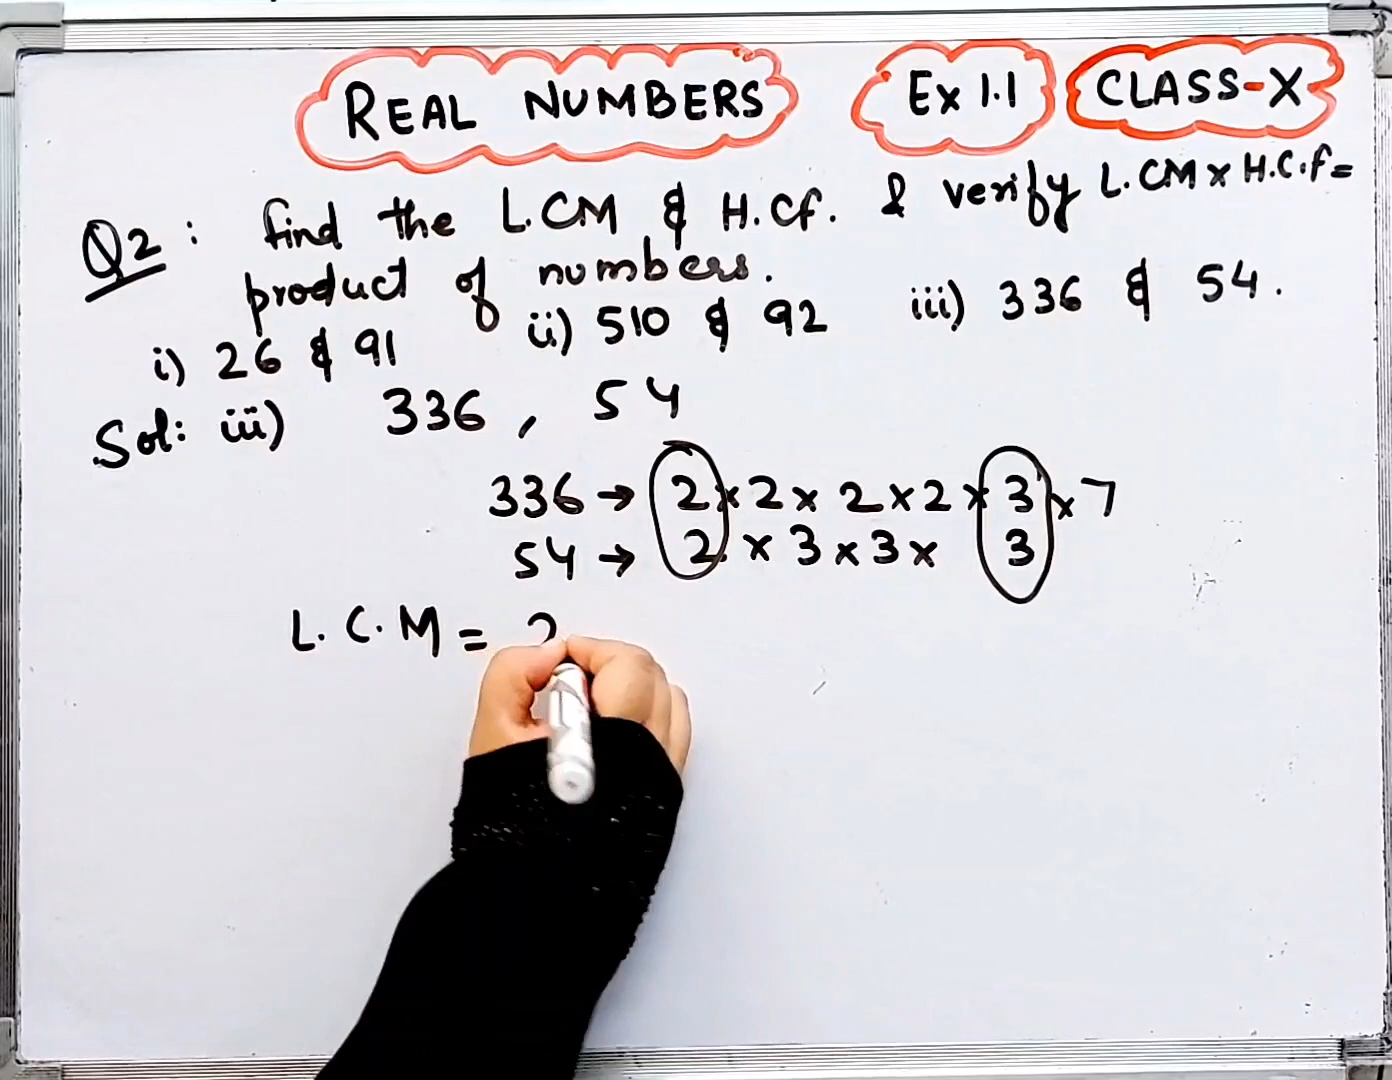 REAL NUMBERS Ex 1.1 CLASS-X
Q2: find the L.CM & H.Cf. & verify L.CM x H.C.f =
product of numbers.
i) 26 & 91 ii) 510 & 92 iii) 336 & 54.
Sol: iii) 336, 54
336 → 2 x 2 x 2 x 2 x 3 x 7
54 → 2 x 3 x 3 x 3
L.C.M = 2